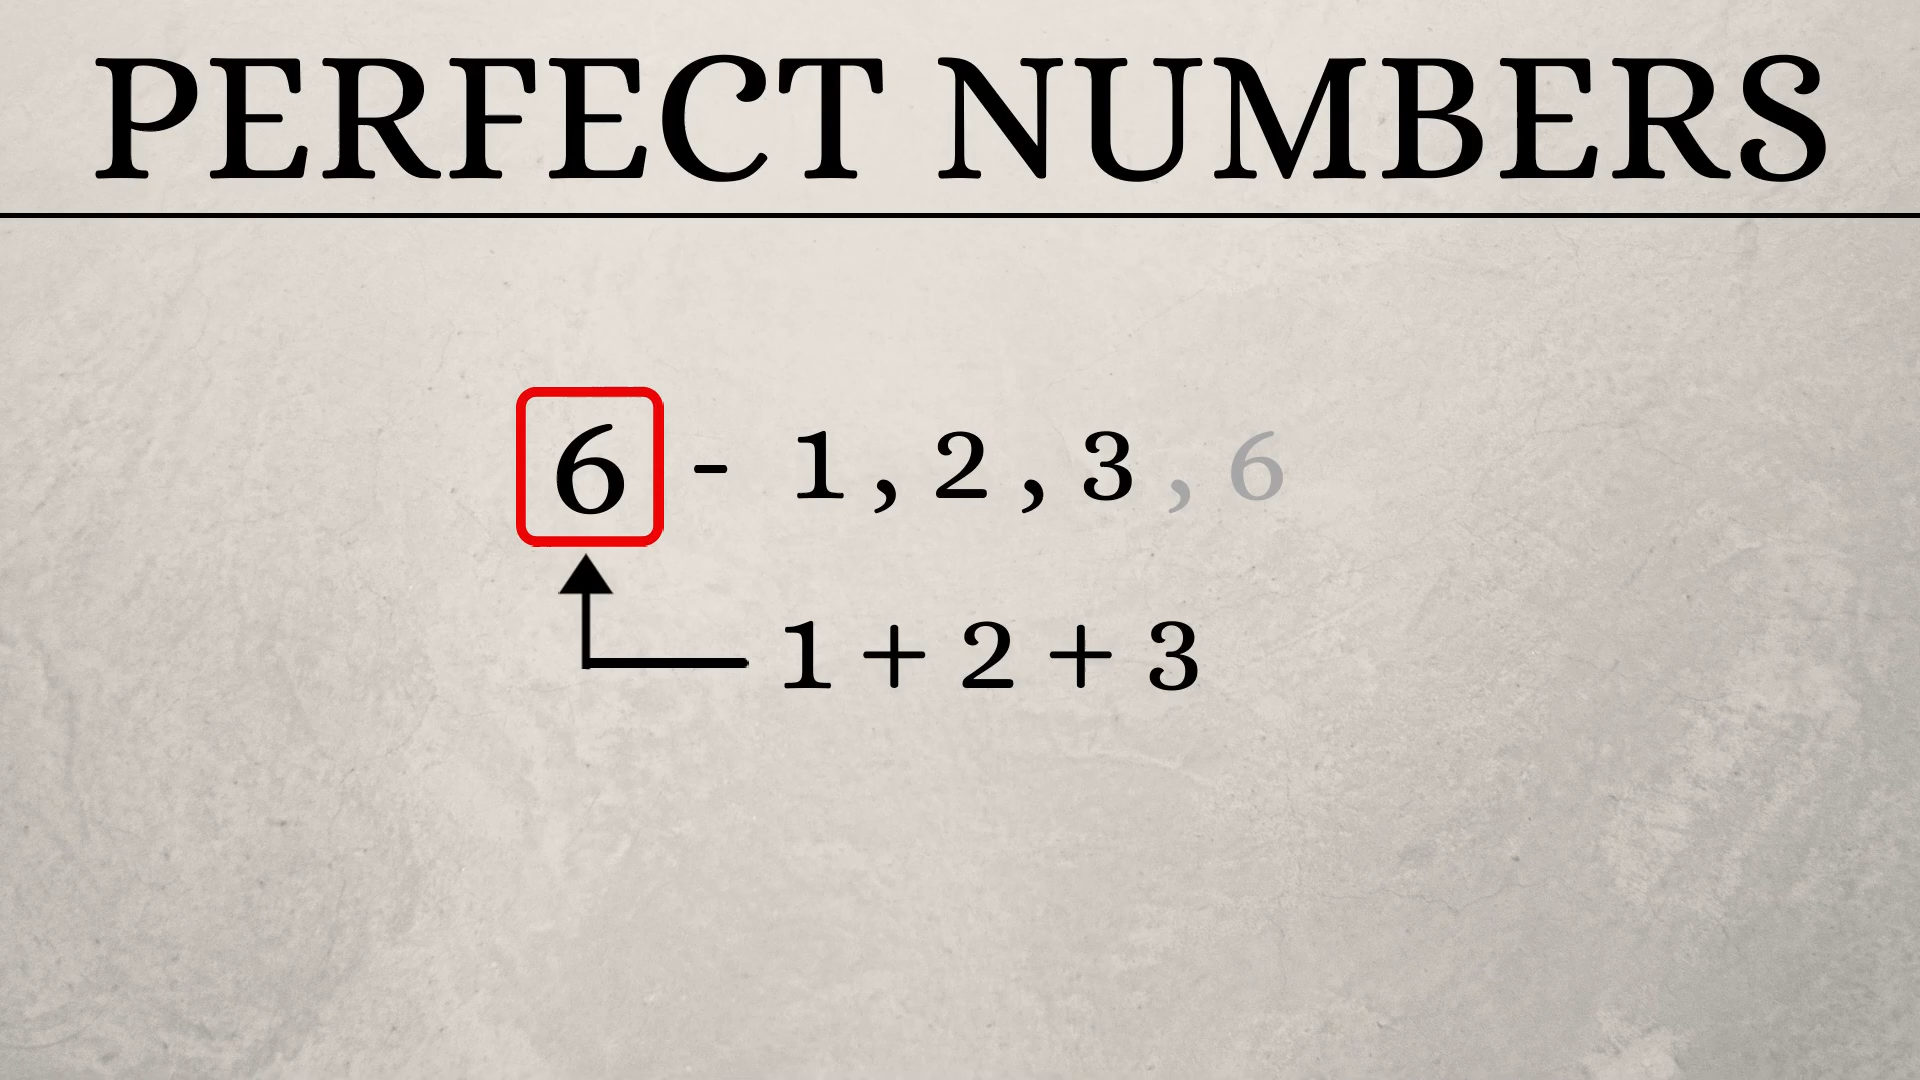 PERFECT NUMBERS
6 - 1 , 2 , 3 , 6
1 + 2 + 3